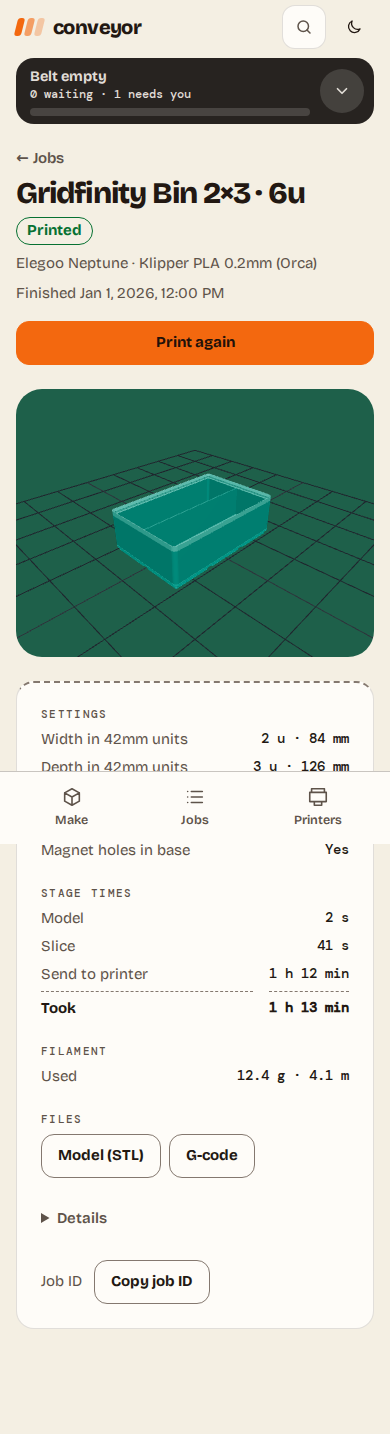 conveyor
Belt empty
0 waiting · 1 needs you
← Jobs
Gridfinity Bin 2×3 · 6u
Printed
Elegoo Neptune · Klipper PLA 0.2mm (Orca)
Finished Jan 1, 2026, 12:00 PM
Print again
SETTINGS
Width in 42mm units 2 u · 84 mm
Depth in 42mm units 3 u · 126 mm
Make Jobs Printers
Magnet holes in base Yes
STAGE TIMES
Model 2 s
Slice 41 s
Send to printer 1 h 12 min
Took 1 h 13 min
FILAMENT
Used 12.4 g · 4.1 m
FILES
Model (STL) G-code
▶ Details
Job ID Copy job ID